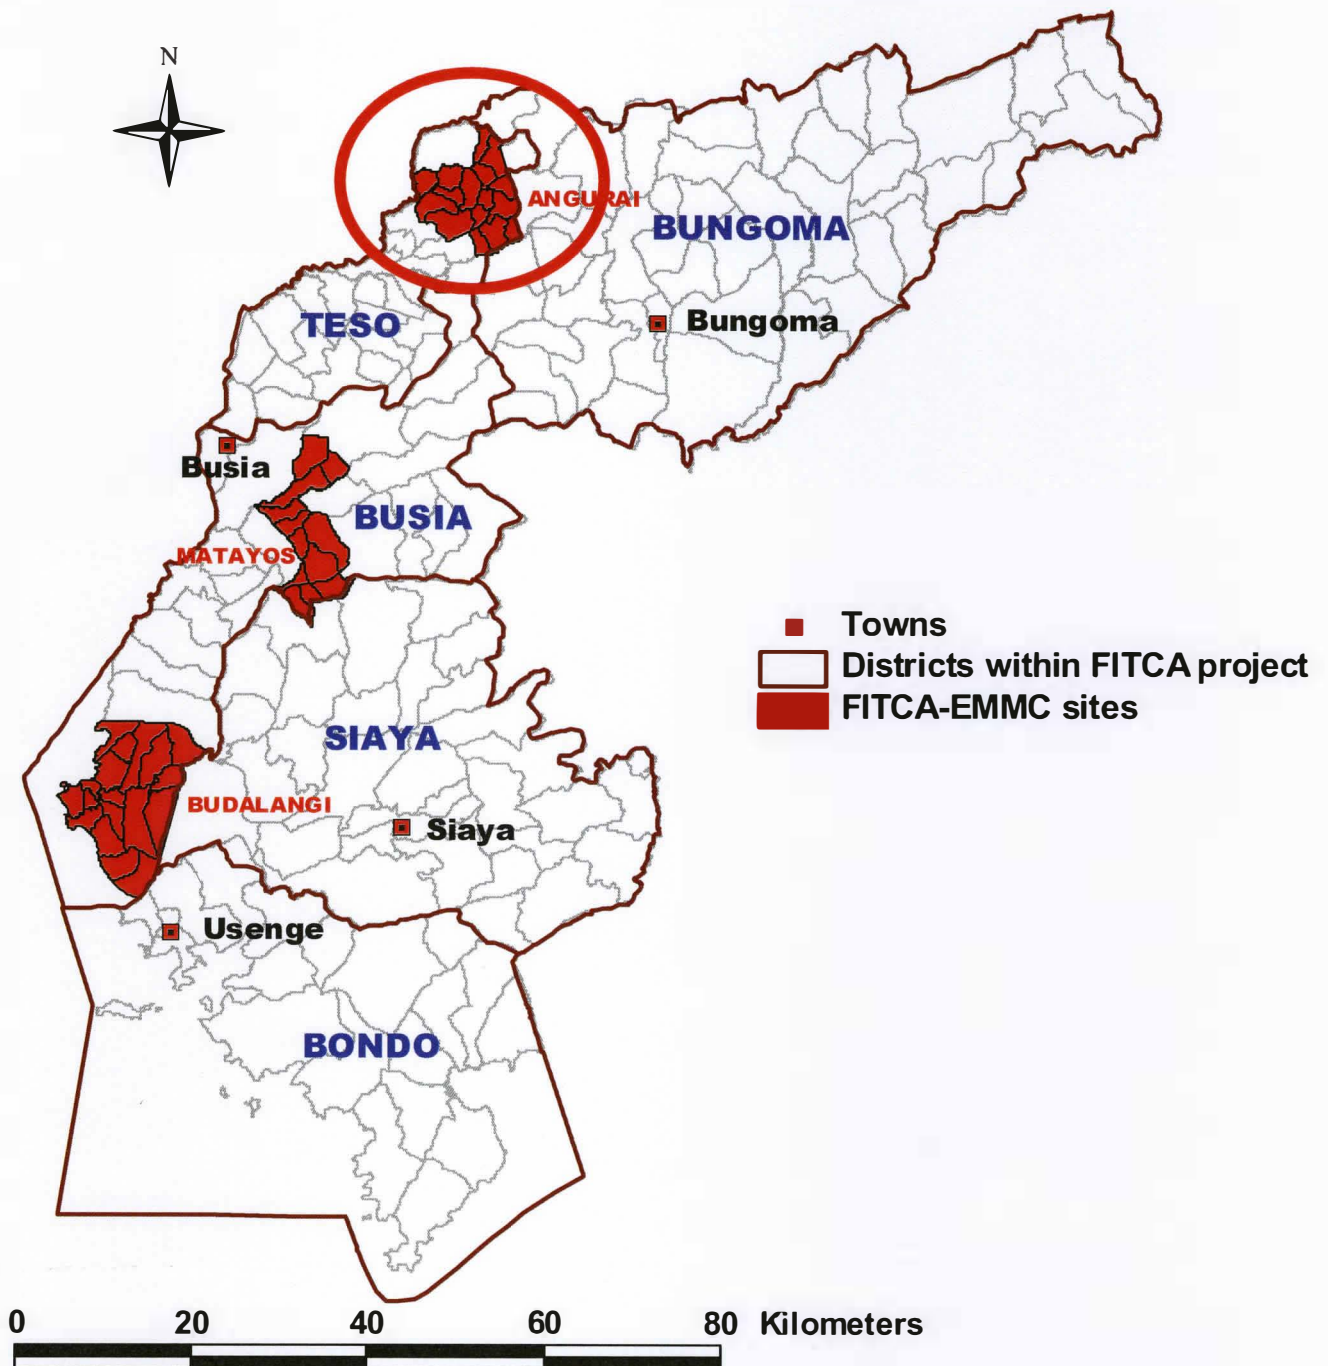 N
ANGURAI
BUNGOMA
TESO
Bungoma
Busia
BUSIA
MATAYOS
Towns
Districts within FITCA project
FITCA-EMMC sites
SIAYA
BUDALANGI
Siaya
Usenge
BONDO
0 20 40 60 80 Kilometers